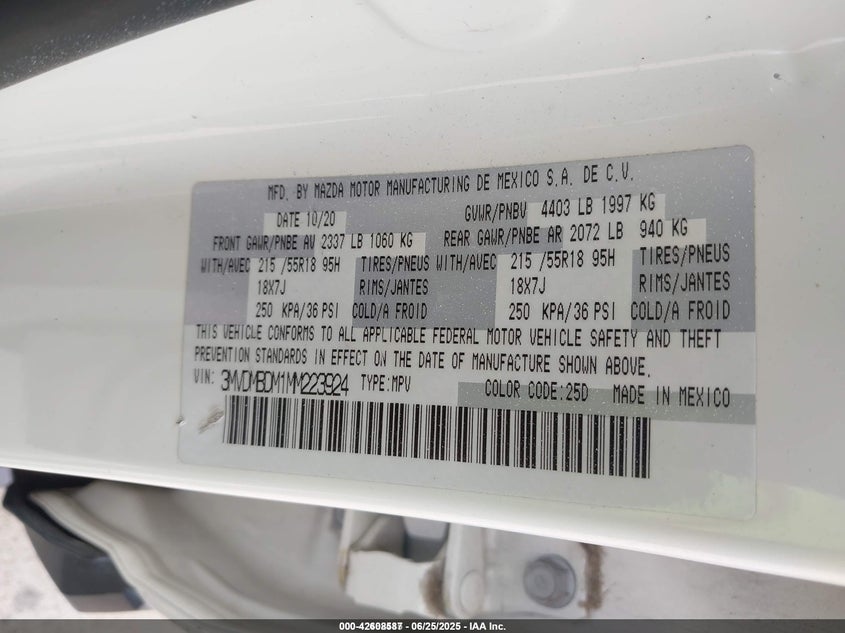 MFD. BY MAZDA MOTOR MANUFACTURING DE MEXICO S.A. DE C.V.
DATE 10/20 GVWR/PNBV 4403 LB 1997 KG
FRONT GAWR/PNBE AV 2337 LB 1060 KG REAR GAWR/PNBE AR 2072 LB 940 KG
WITH/AVEC 215 /55R18 95H TIRES/PNEUS WITH/AVEC 215 /55R18 95H TIRES/PNEUS
18X7J RIMS/JANTES 18X7J RIMS/JANTES
250 KPA/36 PSI COLD/A FROID 250 KPA/36 PSI COLD/A FROID
THIS VEHICLE CONFORMS TO ALL APPLICABLE FEDERAL MOTOR VEHICLE SAFETY AND THEFT
PREVENTION STANDARDS IN EFFECT ON THE DATE OF MANUFACTURE SHOWN ABOVE.
VIN: 3MVDMBDM1MM223924 TYPE:MPV COLOR CODE:25D MADE IN MEXICO
06/25/2025 - IAA Inc.